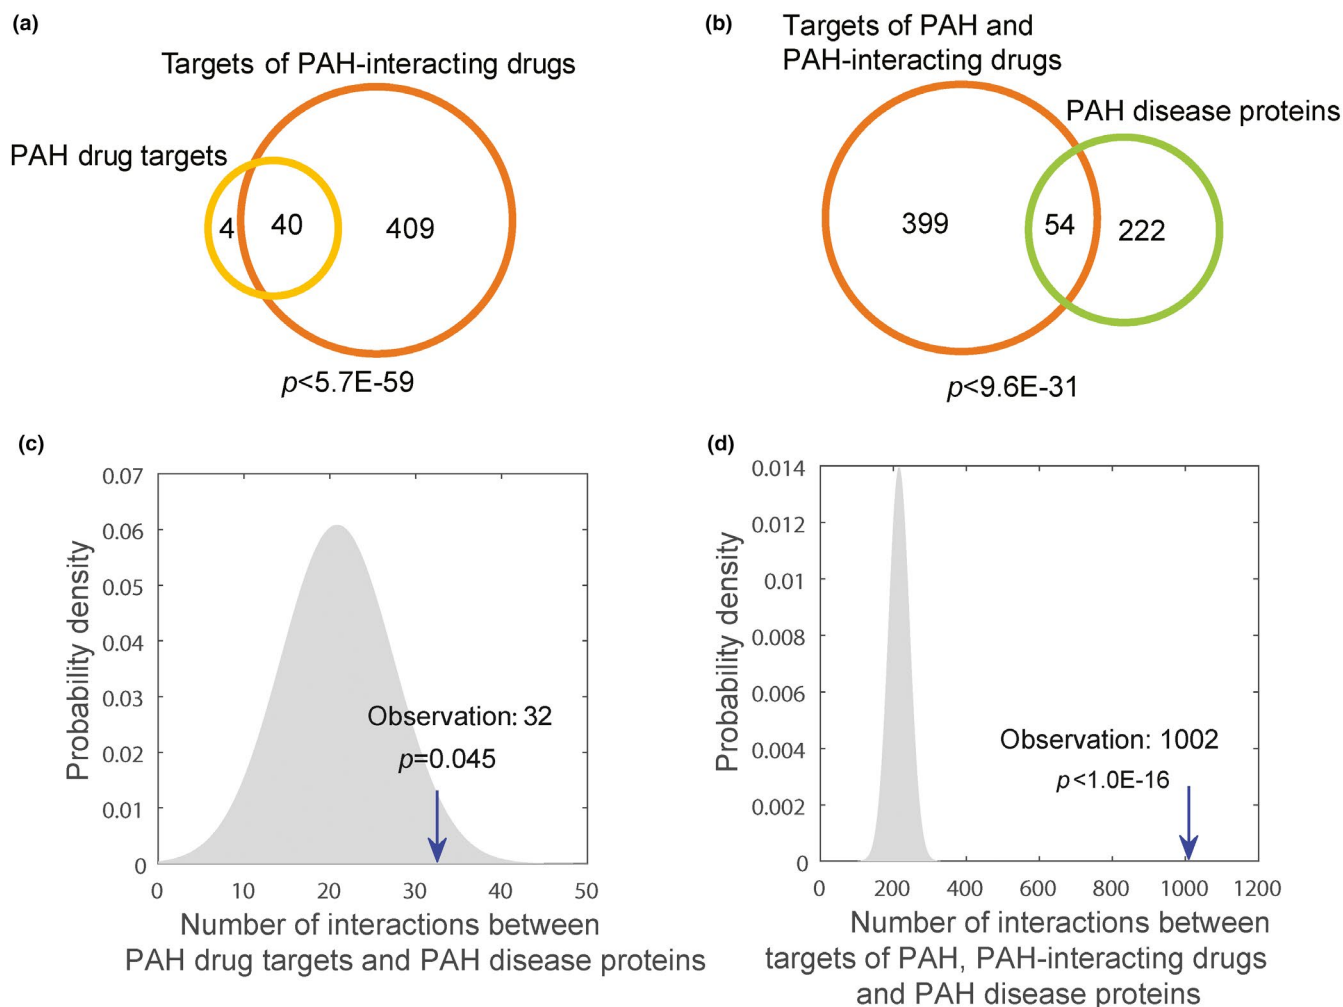 (a)
Targets of PAH-interacting drugs
PAH drug targets
4
40
409
p<5.7E-59
(b)
Targets of PAH and
PAH-interacting drugs
PAH disease proteins
399
54
222
p<9.6E-31
(c)
0.07
0.06
0.05
0.04
0.03
0.02
0.01
0
Probability density
Observation: 32
p=0.045
0 10 20 30 40 50
Number of interactions between
PAH drug targets and PAH disease proteins
(d)
0.014
0.012
0.01
0.008
0.006
0.004
0.002
0
Probability density
Observation: 1002
p<1.0E-16
0 200 400 600 800 1000 1200
Number of interactions between
targets of PAH, PAH-interacting drugs
and PAH disease proteins